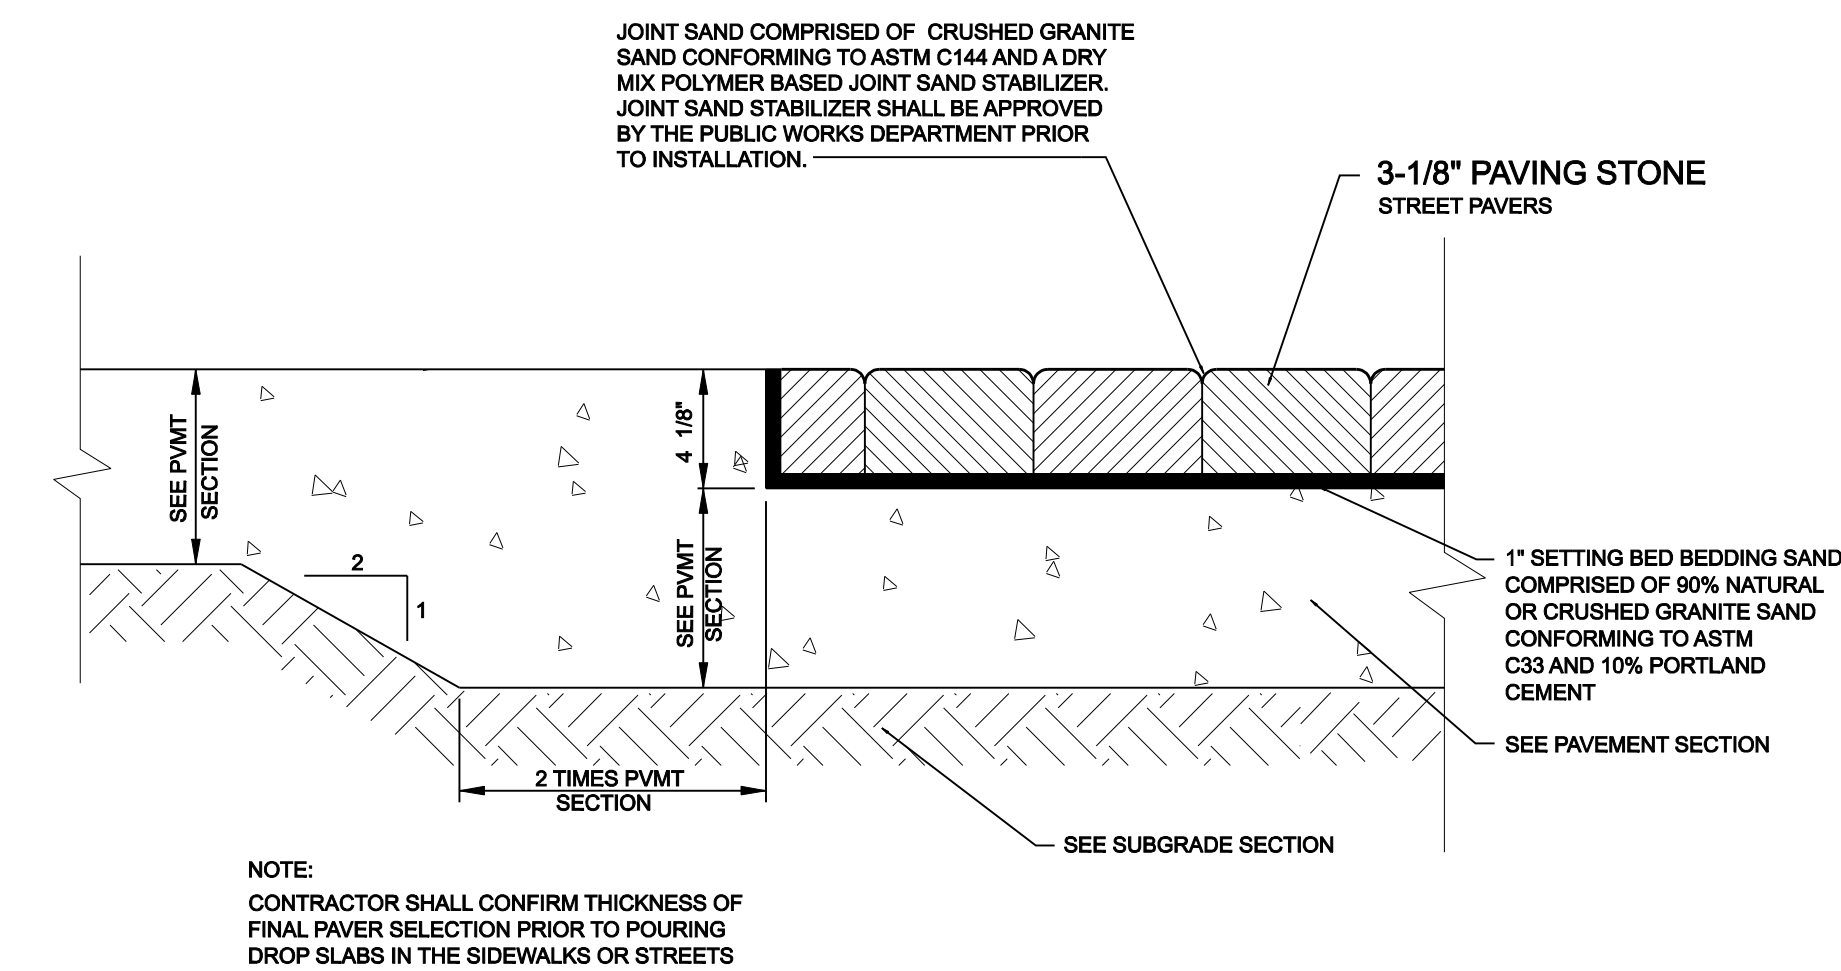 JOINT SAND COMPRISED OF CRUSHED GRANITE
SAND CONFORMING TO ASTM C144 AND A DRY
MIX POLYMER BASED JOINT SAND STABILIZER.
JOINT SAND STABILIZER SHALL BE APPROVED
BY THE PUBLIC WORKS DEPARTMENT PRIOR
TO INSTALLATION.
3-1/8" PAVING STONE
STREET PAVERS
SEE PVMT
SECTION
4 1/8"
2
1
SEE PVMT
SECTION
1" SETTING BED BEDDING SAND
COMPRISED OF 90% NATURAL
OR CRUSHED GRANITE SAND
CONFORMING TO ASTM
C33 AND 10% PORTLAND
CEMENT
SEE PAVEMENT SECTION
2 TIMES PVMT
SECTION
SEE SUBGRADE SECTION
NOTE:
CONTRACTOR SHALL CONFIRM THICKNESS OF
FINAL PAVER SELECTION PRIOR TO POURING
DROP SLABS IN THE SIDEWALKS OR STREETS